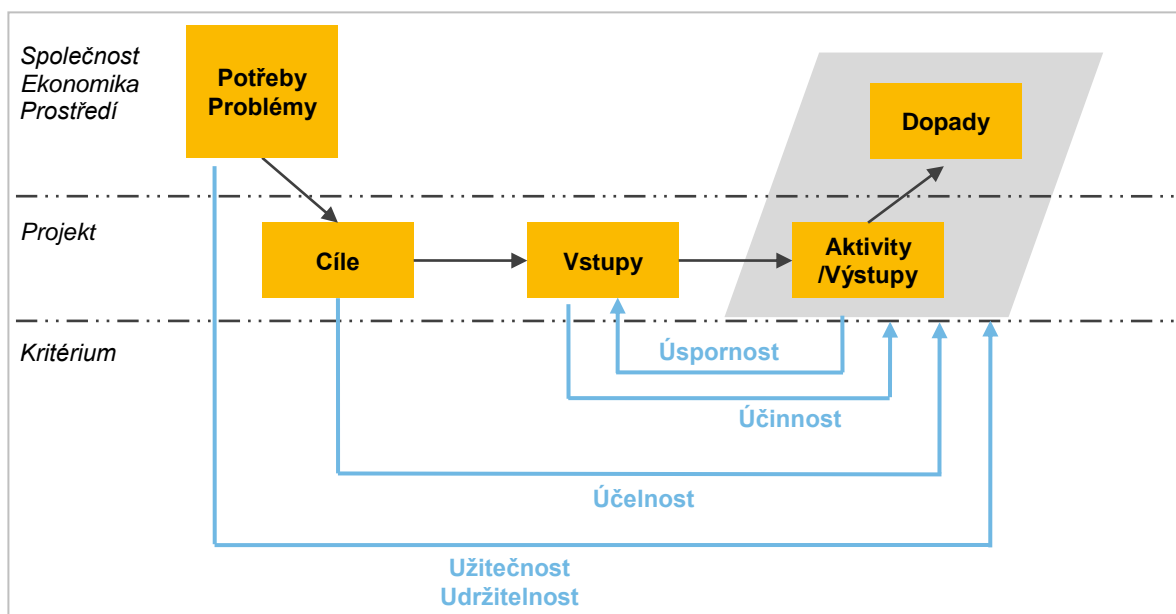 Společnost
Ekonomika
Prostředí
Potřeby
Problémy
Dopady
Projekt
Cíle
Vstupy
Aktivity
/Výstupy
Kritérium
Úspornost
Účinnost
Účelnost
Užitečnost
Udržitelnost